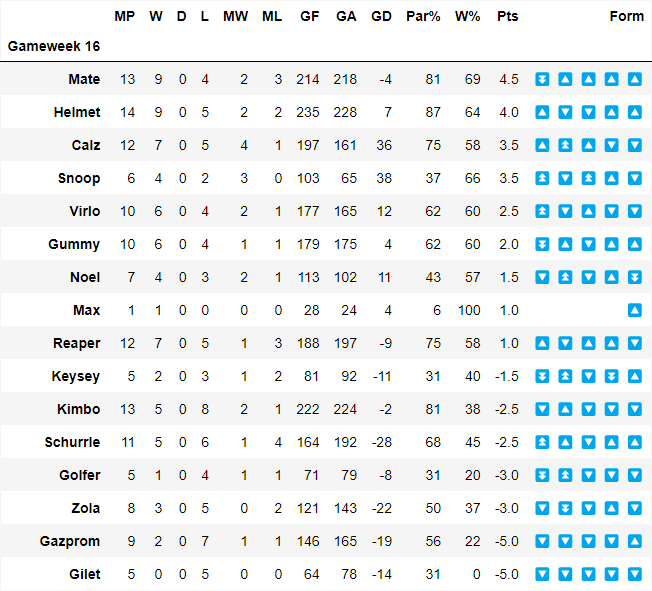 MP W D L MW ML GF GA GD Par% W% Pts Form
Gameweek 16
Mate 13 9 0 4 2 3 214 218 -4 81 69 4.5 ⏬ 🔼 🔼 🔼 🔼
Helmet 14 9 0 5 2 2 235 228 7 87 64 4.0 🔼 🔽 🔽 🔼 🔼
Calz 12 7 0 5 4 1 197 161 36 75 58 3.5 🔼 ⏫ 🔼 🔽 🔽
Snoop 6 4 0 2 3 0 103 65 38 37 66 3.5 ⏫ 🔽 ⏫ 🔼 🔽
Virlo 10 6 0 4 2 1 177 165 12 62 60 2.5 ⏫ 🔽 🔼 🔽 🔽
Gummy 10 6 0 4 1 1 179 175 4 62 60 2.0 ⏬ 🔼 🔽 🔼 🔼
Noel 7 4 0 3 2 1 113 102 11 43 57 1.5 🔽 ⏫ 🔽 🔼 ⏬
Max 1 1 0 0 0 0 28 24 4 6 100 1.0 🔼
Reaper 12 7 0 5 1 3 188 197 -9 75 58 1.0 🔼 🔽 🔼 🔼 🔽
Keysey 5 2 0 3 1 2 81 92 -11 31 40 -1.5 ⏬ ⏫ 🔽 ⏬ 🔼
Kimbo 13 5 0 8 2 1 222 224 -2 81 38 -2.5 🔽 🔼 🔽 🔽 🔽
Schurrle 11 5 0 6 1 4 164 192 -28 68 45 -2.5 ⏫ 🔼 🔽 🔼 🔼
Golfer 5 1 0 4 1 1 71 79 -8 31 20 -3.0 ⏬ ⏫ 🔽 🔽 🔽
Zola 8 3 0 5 0 2 121 143 -22 50 37 -3.0 🔽 ⏬ 🔽 🔼 🔽
Gazprom 9 2 0 7 1 1 146 165 -19 56 22 -5.0 🔽 🔽 🔽 🔽 🔼
Gilet 5 0 0 5 0 0 64 78 -14 31 0 -5.0 🔽 🔽 🔽 🔽 🔽